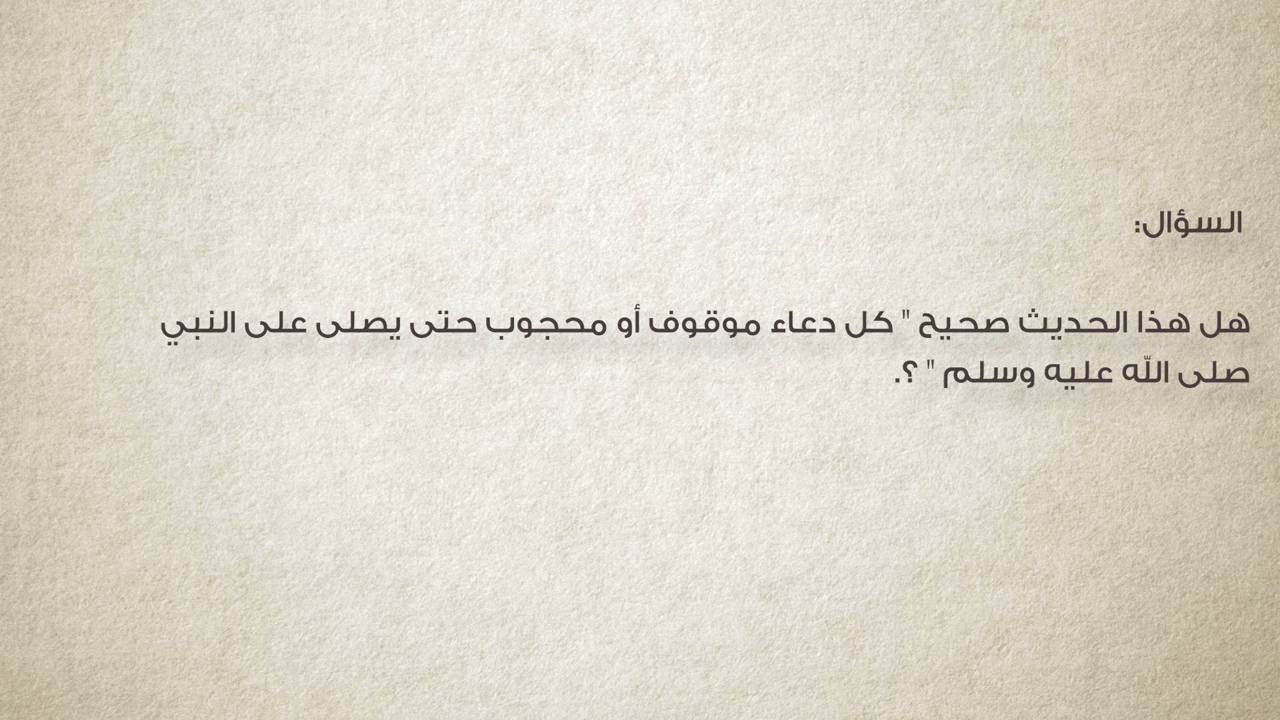 السؤال:
هل هذا الحديث صحيح " كل دعاء موقوف أو محجوب حتى يصلى على النبي
صلى الله عليه وسلم " ؟.